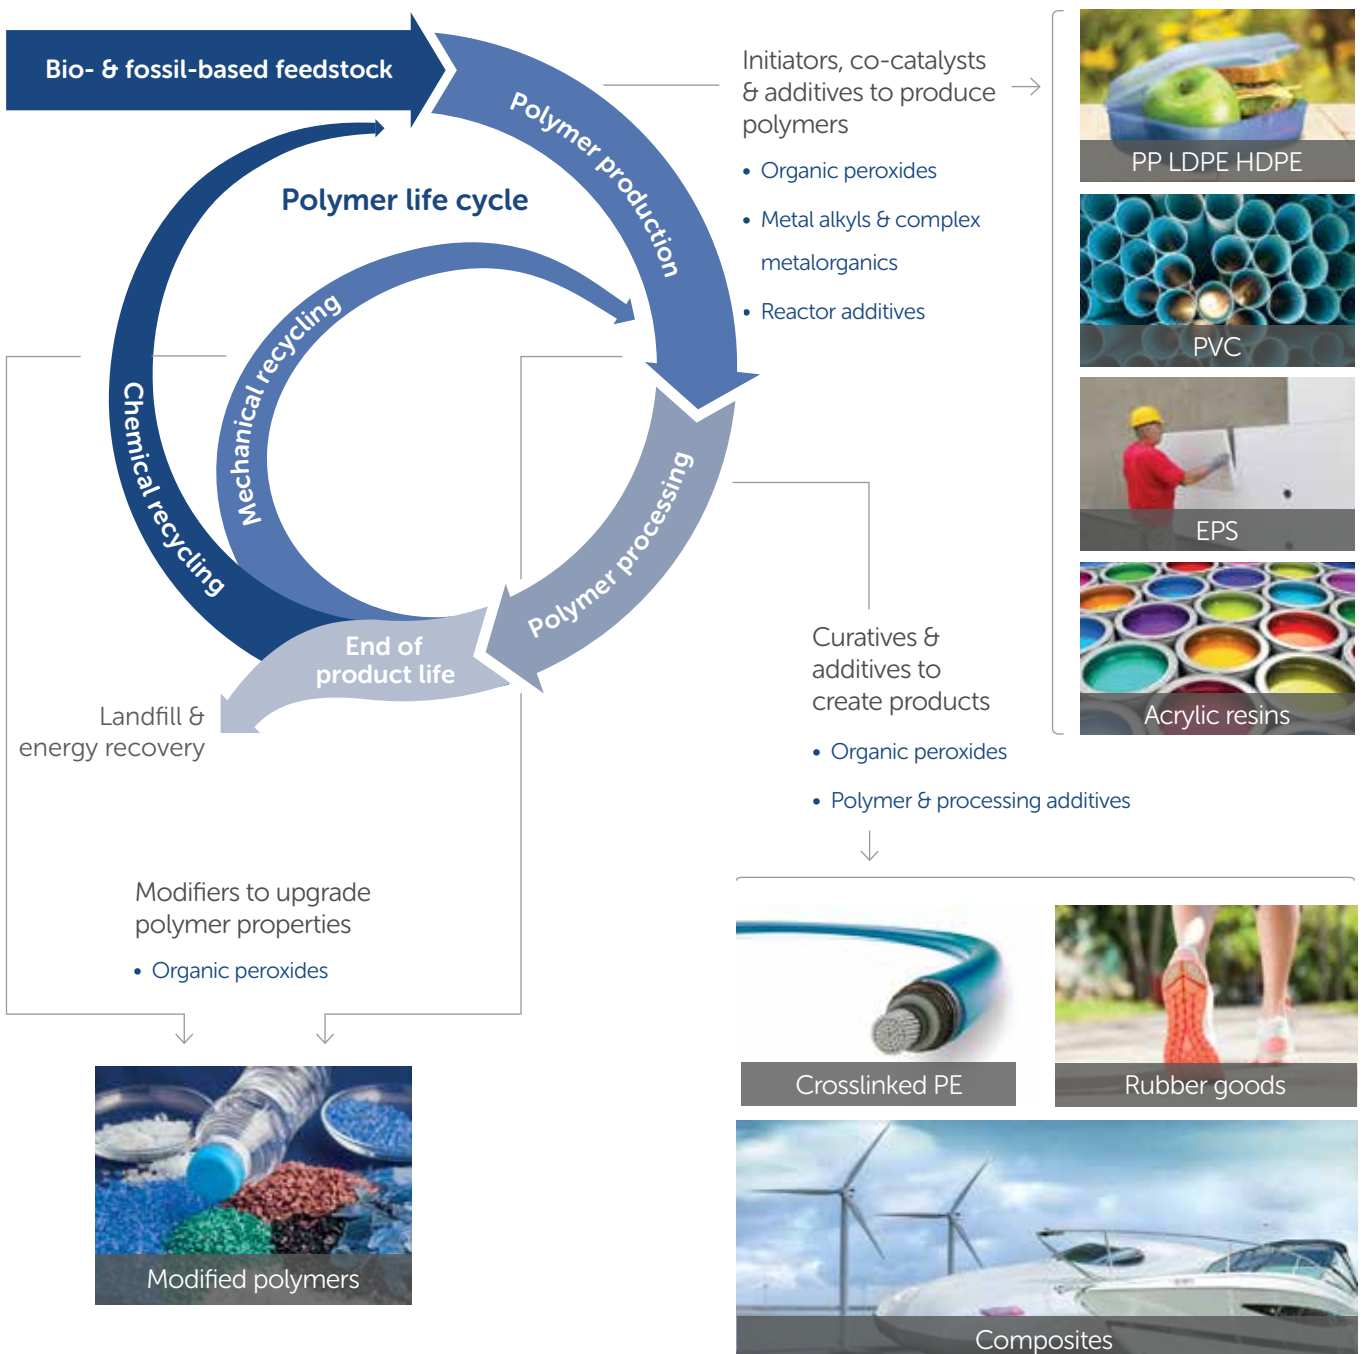 Bio- & fossil-based feedstock
Polymer production
Polymer life cycle
Mechanical recycling
Chemical recycling
Polymer processing
End of
product life
Landfill &
energy recovery
Initiators, co-catalysts
& additives to produce
polymers
• Organic peroxides
• Metal alkyls & complex
metalorganics
• Reactor additives
PP LDPE HDPE
PVC
EPS
Acrylic resins
Curatives &
additives to
create products
• Organic peroxides
• Polymer & processing additives
Modifiers to upgrade
polymer properties
• Organic peroxides
Modified polymers
Crosslinked PE
Rubber goods
Composites